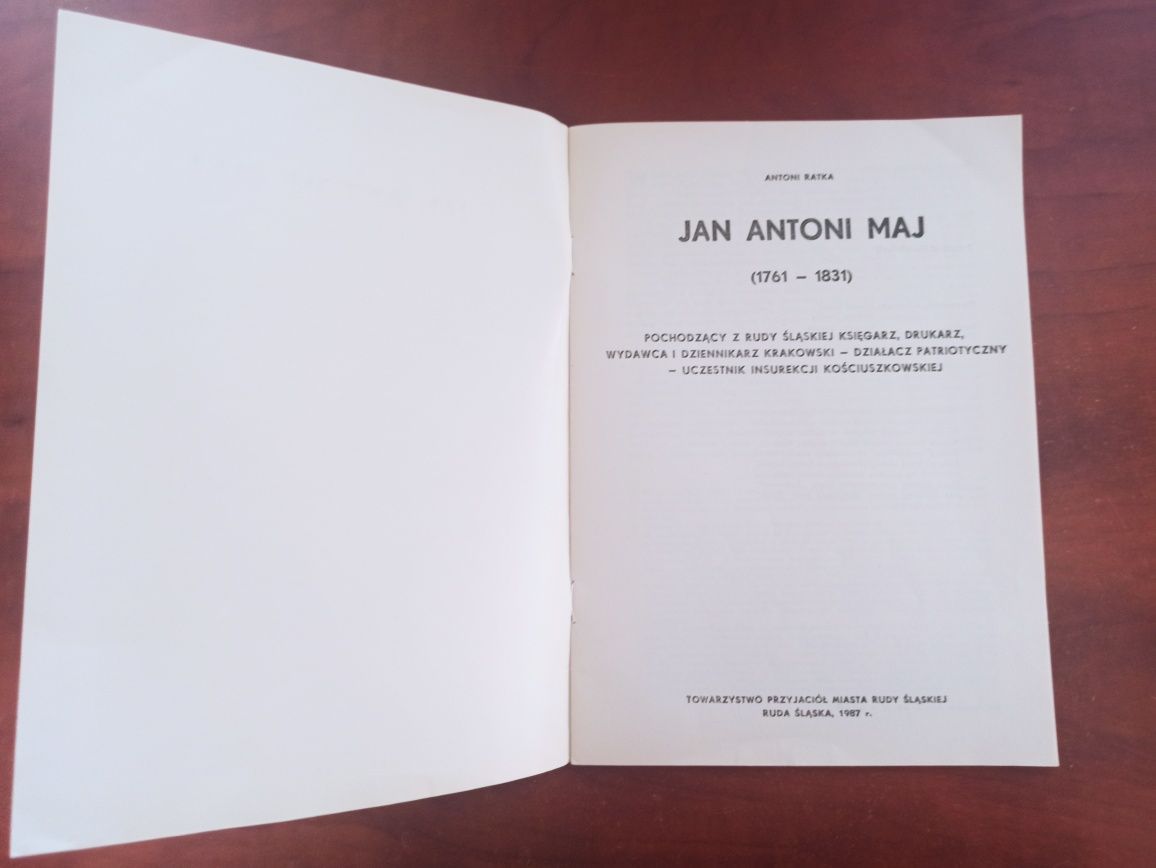 ANTONI RATKA
JAN ANTONI MAJ
(1761 – 1831)
POCHODZĄCY Z RUDY ŚLĄSKIEJ KSIĘGARZ, DRUKARZ,
WYDAWCA I DZIENNIKARZ KRAKOWSKI – DZIAŁACZ PATRIOTYCZNY
– UCZESTNIK INSUREKCJI KOŚCIUSZKOWSKIEJ
TOWARZYSTWO PRZYJACIÓŁ MIASTA RUDY ŚLĄSKIEJ
RUDA ŚLĄSKA, 1987 r.